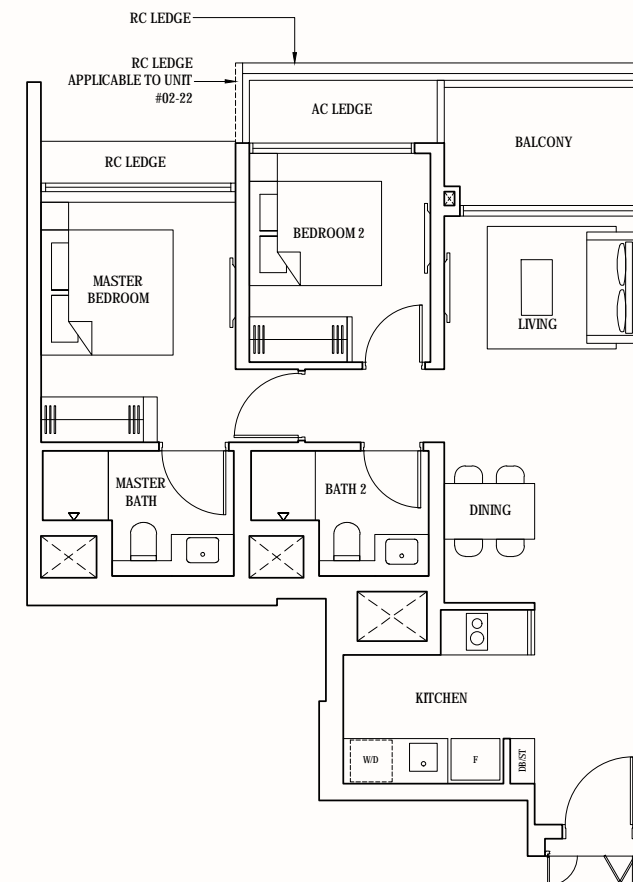 RC LEDGE
RC LEDGE
APPLICABLE TO UNIT
#02-22
AC LEDGE
BALCONY
RC LEDGE
BEDROOM 2
MASTER
BEDROOM
LIVING
MASTER
BATH
BATH 2
DINING
KITCHEN
W/D
F
DB/ST